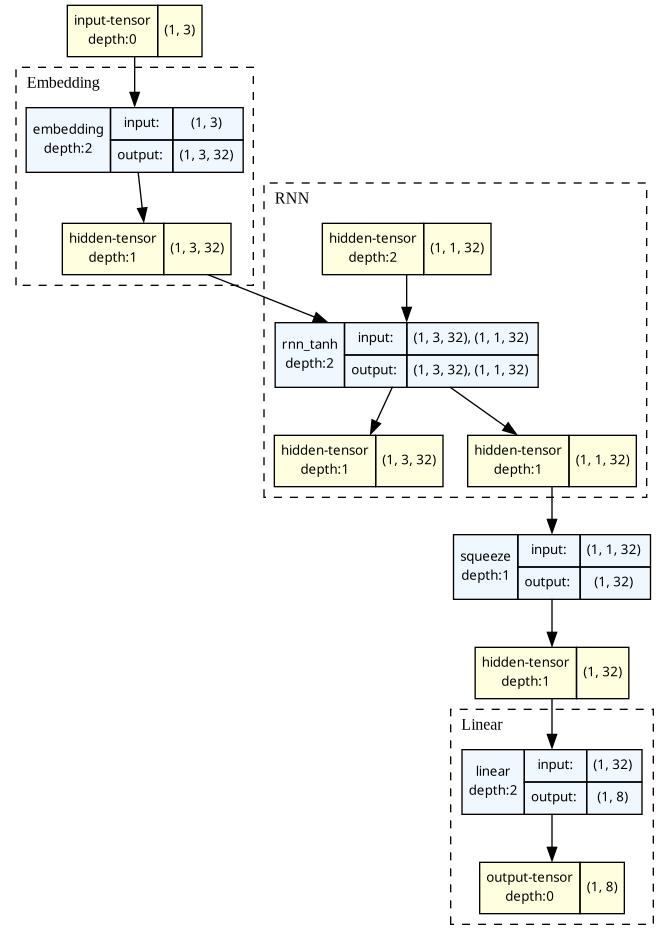 input-tensor
depth:0
(1, 3)
Embedding
embedding
depth:2
input:
(1, 3)
output:
(1, 3, 32)
hidden-tensor
depth:1
(1, 3, 32)
RNN
hidden-tensor
depth:2
(1, 1, 32)
rnn_tanh
depth:2
input:
(1, 3, 32), (1, 1, 32)
output:
(1, 3, 32), (1, 1, 32)
hidden-tensor
depth:1
(1, 3, 32)
hidden-tensor
depth:1
(1, 1, 32)
squeeze
depth:1
input:
(1, 1, 32)
output:
(1, 32)
hidden-tensor
depth:1
(1, 32)
Linear
linear
depth:2
input:
(1, 32)
output:
(1, 8)
output-tensor
depth:0
(1, 8)